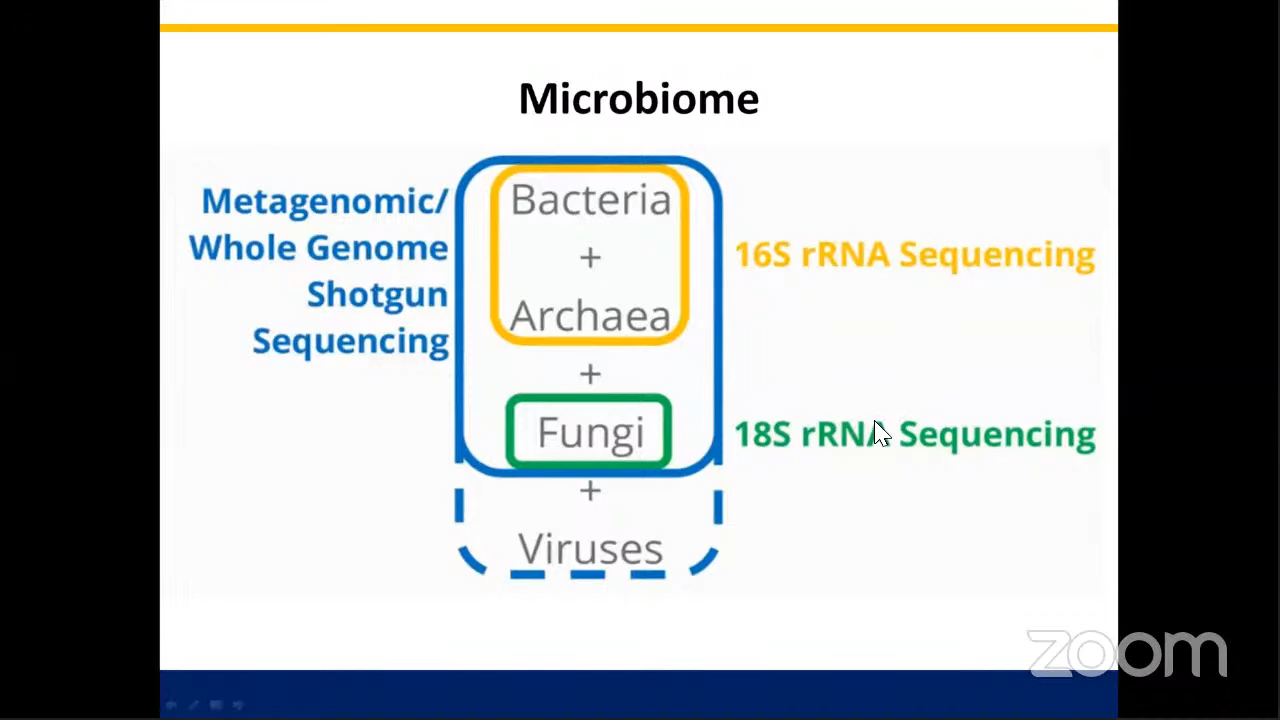 Microbiome
Metagenomic/
Whole Genome
Shotgun
Sequencing
Bacteria
+
Archaea
+
Fungi
+
Viruses
16S rRNA Sequencing
18S rRNA Sequencing
zoom